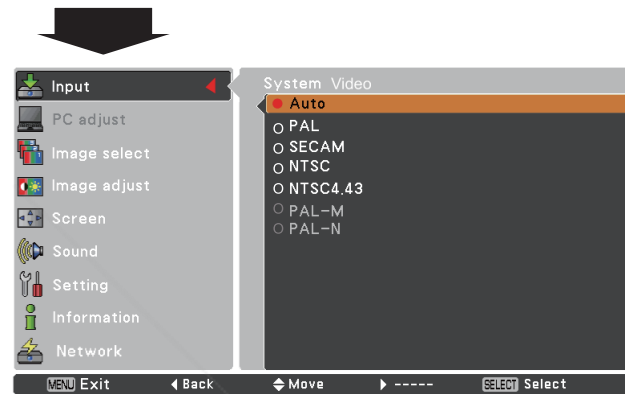 Input
PC adjust
Image select
Image adjust
Screen
Sound
Setting
Information
Network
System Video
Auto
PAL
SECAM
NTSC
NTSC4.43
PAL-M
PAL-N
MENU Exit Back Move ----- SELECT Select